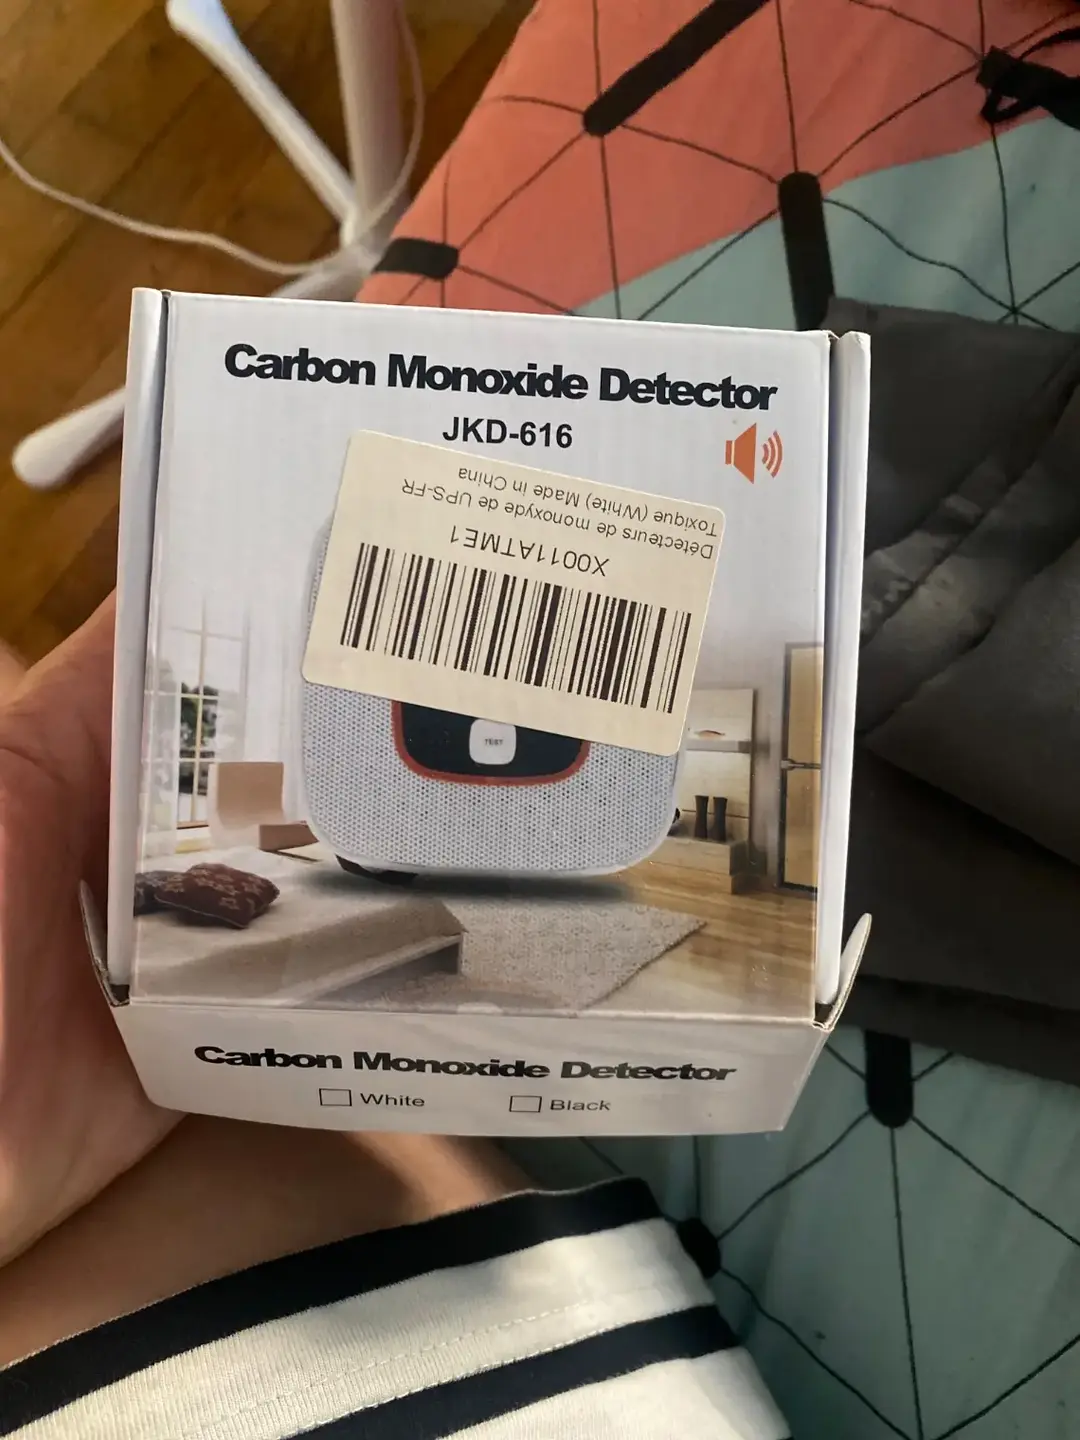 Carbon Monoxide Detector
JKD-616
X0011ATME1
Détecteurs de monoxyde de UPS-FR
Toxique (White) Made in China
TEST
Carbon Monoxide Detector
White
Black